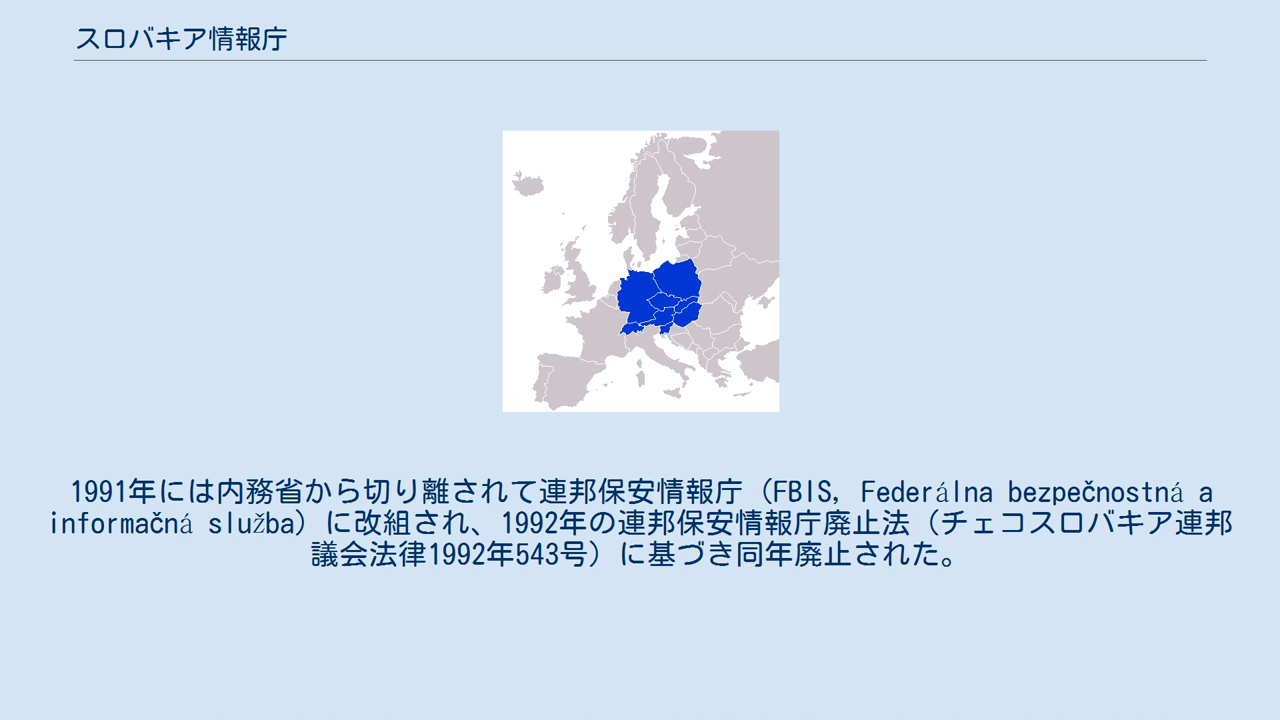 スロバキア情報庁
1991年には内務省から切り離されて連邦保安情報庁（FBIS, Federálna bezpečnostná a
informačná služba）に改組され、1992年の連邦保安情報庁廃止法（チェコスロバキア連邦
議会法律1992年543号）に基づき同年廃止された。